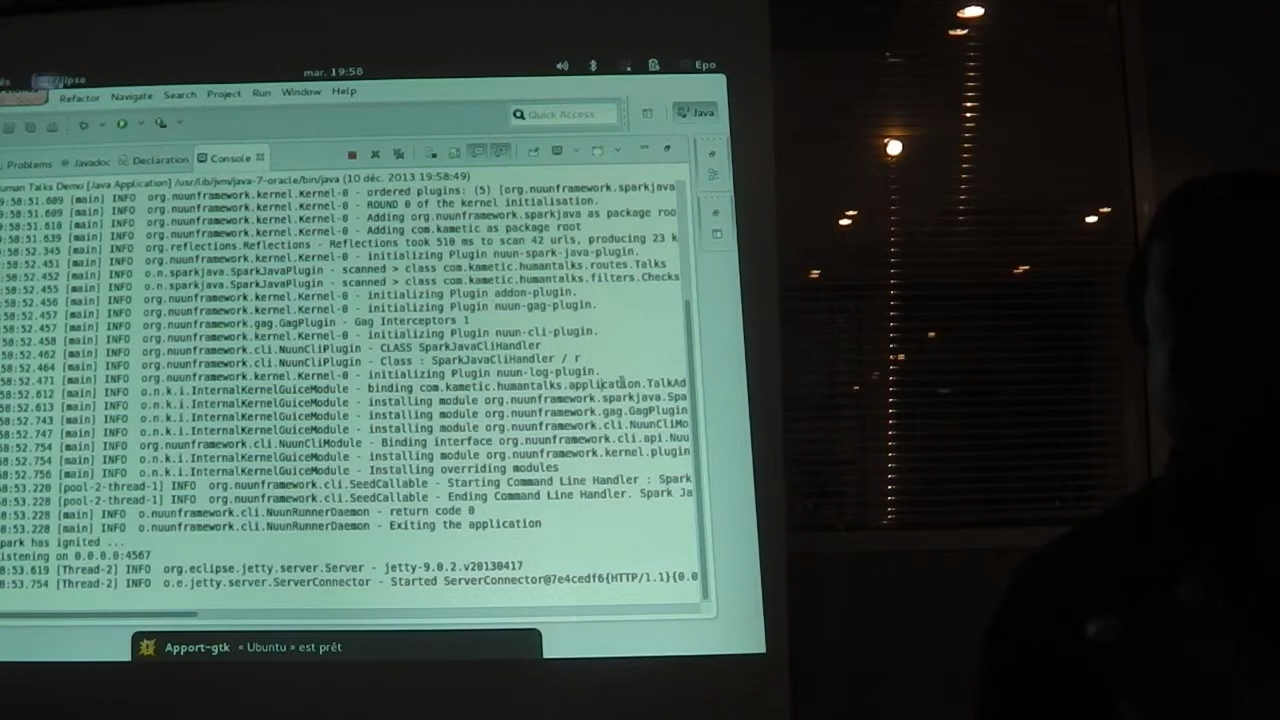 mar. 19:58
Epo
Refactor Navigate Search Project Run Window Help
Quick Access
Java
Problems @ Javadoc Declaration Console
uman Talks Demo [Java Application] /usr/lib/jvm/java-7-oracle/bin/java (10 déc. 2013 19:58:49)
9:58:51.609 [main] INFO org.nuunframework.kernel.Kernel-0 - ordered plugins: (5) [org.nuunframework.sparkjava
9:58:51.609 [main] INFO org.nuunframework.kernel.Kernel-0 - ROUND 0 of the kernel initialisation.
9:58:51.610 [main] INFO org.nuunframework.kernel.Kernel-0 - Adding org.nuunframework.sparkjava as package roo
9:58:51.639 [main] INFO org.nuunframework.kernel.Kernel-0 - Adding com.kametic as package root
9:58:52.345 [main] INFO org.reflections.Reflections - Reflections took 510 ms to scan 42 urls, producing 23 k
9:58:52.451 [main] INFO org.nuunframework.kernel.Kernel-0 - initializing Plugin nuun-spark-java-plugin.
:58:52.452 [main] INFO o.n.sparkjava.SparkJavaPlugin - scanned > class com.kametic.humantalks.routes.Talks
:58:52.455 [main] INFO o.n.sparkjava.SparkJavaPlugin - scanned > class com.kametic.humantalks.filters.Checks
:58:52.456 [main] INFO org.nuunframework.kernel.Kernel-0 - initializing Plugin addon-plugin.
:58:52.457 [main] INFO org.nuunframework.kernel.Kernel-0 - initializing Plugin nuun-gag-plugin.
:58:52.457 [main] INFO org.nuunframework.gag.GagPlugin - Gag Interceptors 1
:58:52.458 [main] INFO org.nuunframework.kernel.Kernel-0 - initializing Plugin nuun-cli-plugin.
:58:52.462 [main] INFO org.nuunframework.cli.NuunCliPlugin - CLASS SparkJavaCliHandler
:58:52.464 [main] INFO org.nuunframework.cli.NuunCliPlugin - Class : SparkJavaCliHandler / r
:58:52.471 [main] INFO org.nuunframework.kernel.Kernel-0 - initializing Plugin nuun-log-plugin.
:58:52.612 [main] INFO o.n.k.i.InternalKernelGuiceModule - binding com.kametic.humantalks.application.TalkAd
:58:52.613 [main] INFO o.n.k.i.InternalKernelGuiceModule - installing module org.nuunframework.sparkjava.Spa
:58:52.743 [main] INFO o.n.k.i.InternalKernelGuiceModule - installing module org.nuunframework.gag.GagPlugin
:58:52.747 [main] INFO o.n.k.i.InternalKernelGuiceModule - installing module org.nuunframework.cli.NuunCliMo
58:52.754 [main] INFO org.nuunframework.cli.NuunCliModule - Binding interface org.nuunframework.cli.api.Nuu
58:52.754 [main] INFO o.n.k.i.InternalKernelGuiceModule - installing module org.nuunframework.kernel.plugin
58:52.756 [main] INFO o.n.k.i.InternalKernelGuiceModule - Installing overriding modules
58:53.220 [pool-2-thread-1] INFO org.nuunframework.cli.SeedCallable - Starting Command Line Handler : Spark
58:53.228 [pool-2-thread-1] INFO org.nuunframework.cli.SeedCallable - Ending Command Line Handler. Spark Ja
8:53.228 [main] INFO o.nuunframework.cli.NuunRunnerDaemon - return code 0
8:53.228 [main] INFO o.nuunframework.cli.NuunRunnerDaemon - Exiting the application
park has ignited ...
istening on 0.0.0.0:4567
8:53.619 [Thread-2] INFO org.eclipse.jetty.server.Server - jetty-9.0.2.v20130417
8:53.754 [Thread-2] INFO o.e.jetty.server.ServerConnector - Started ServerConnector@7e4cedf6{HTTP/1.1}{0.0
Apport-gtk « Ubuntu » est prêt